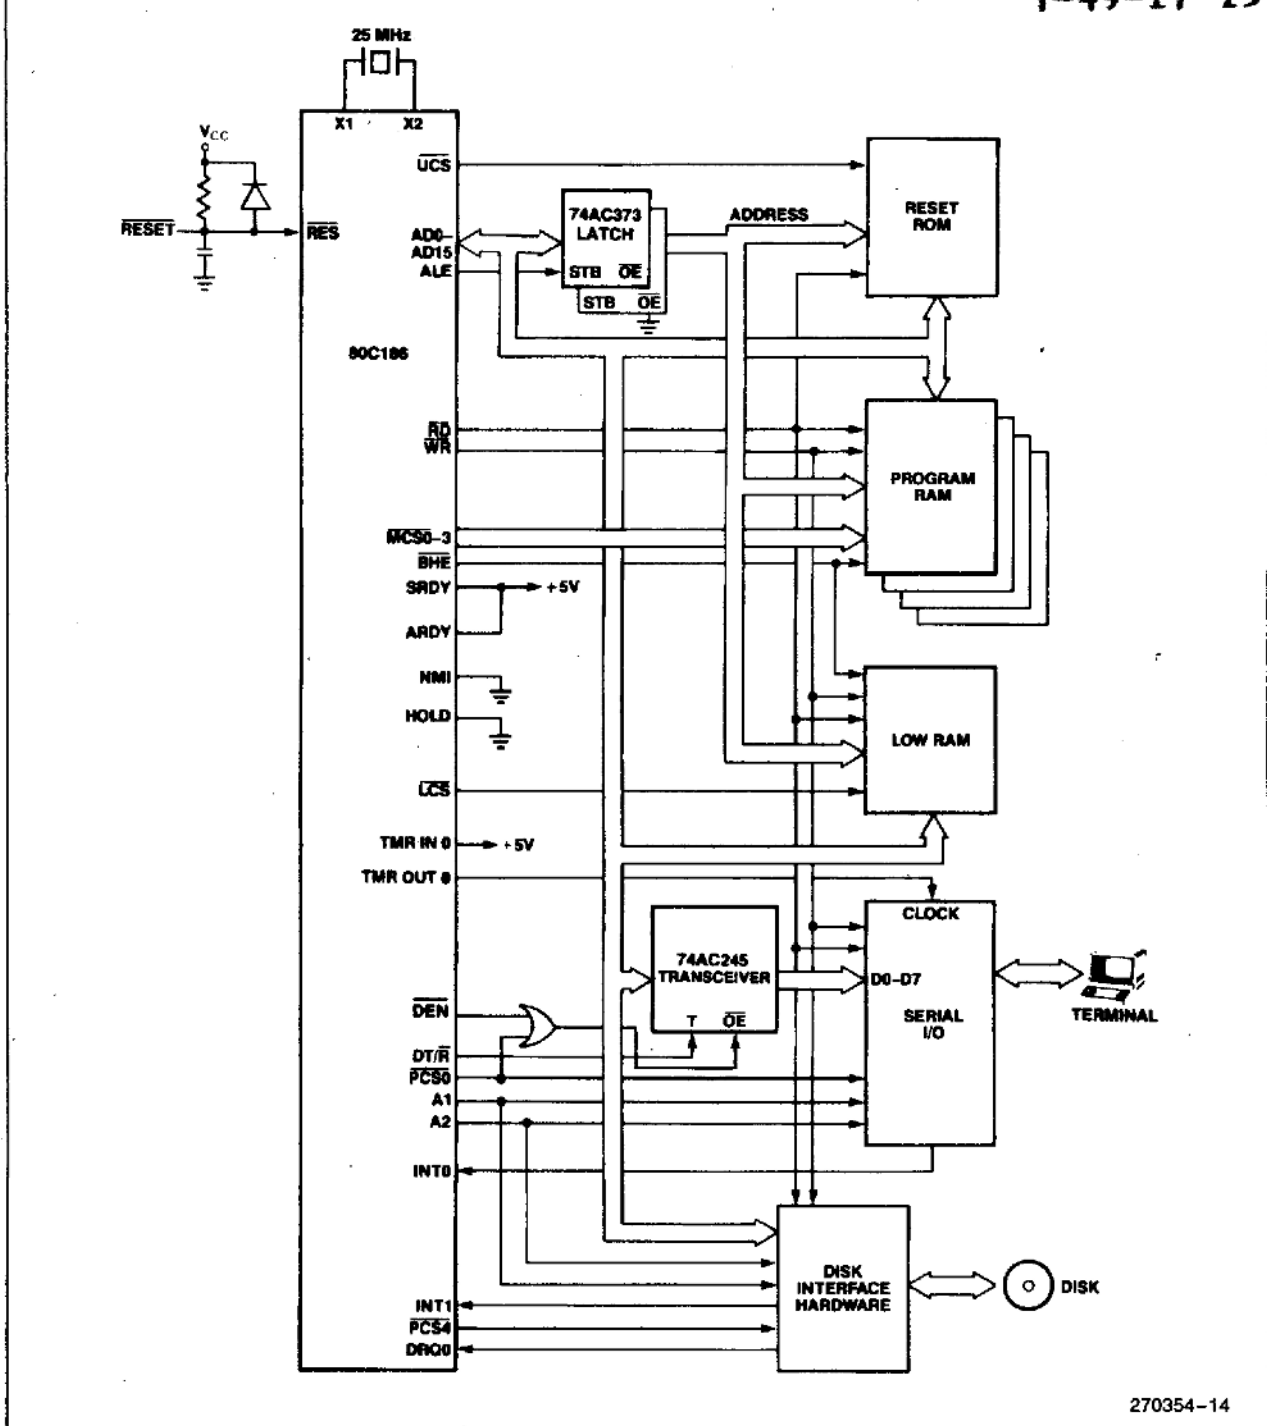 25 MHz
X1 X2
VCC
RESET
RES
UCS
AD0–
AD15
ALE
80C186
74AC373
LATCH
STB OE
STB OE
ADDRESS
RESET
ROM
RD
WR
PROGRAM
RAM
MCS0–3
BHE
SRDY
+5V
ARDY
NMI
HOLD
LOW RAM
LCS
TMR IN 0
+5V
TMR OUT 0
CLOCK
74AC245
TRANSCEIVER
T OE
D0–D7
SERIAL
I/O
TERMINAL
DEN
DT/R
PCS0
A1
A2
INT0
DISK
INTERFACE
HARDWARE
DISK
INT1
PCS4
DRQ0
270354–14